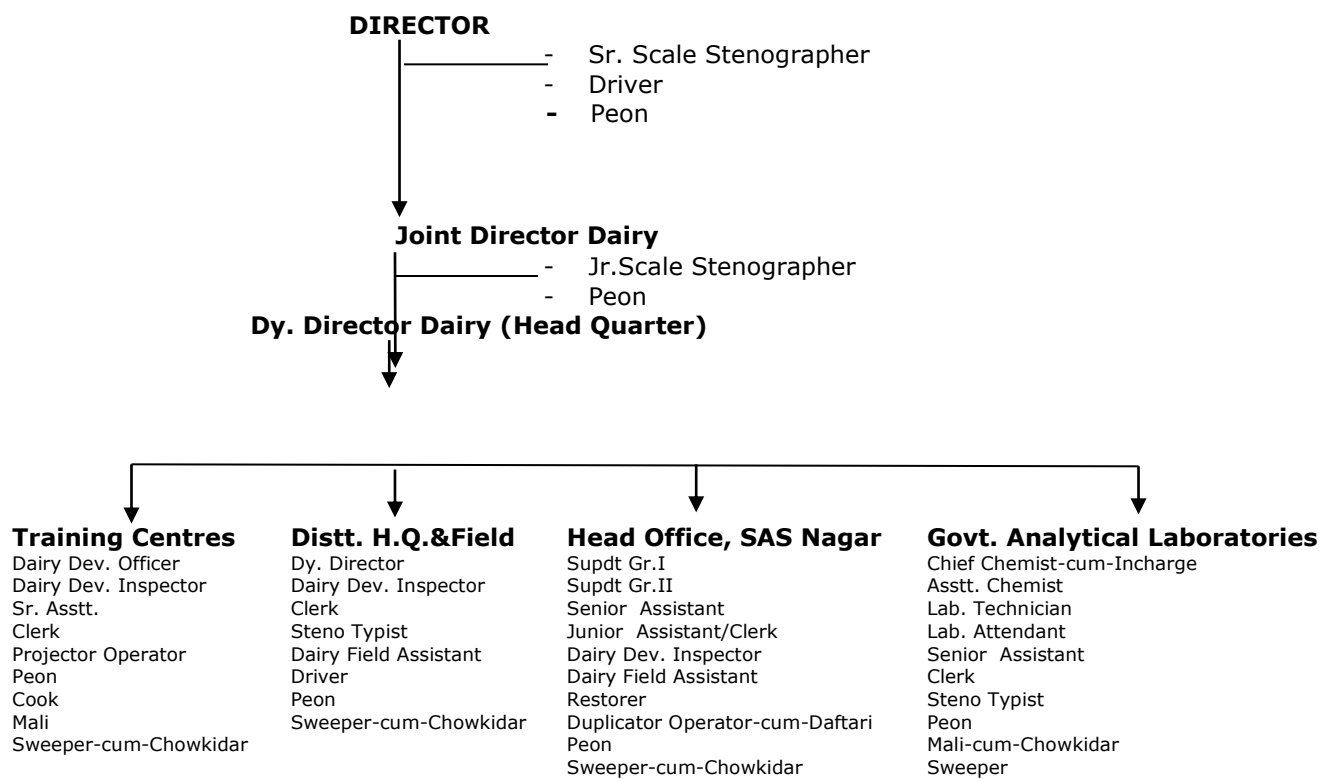 DIRECTOR
- Sr. Scale Stenographer
- Driver
- Peon
Joint Director Dairy
- Jr.Scale Stenographer
- Peon
Dy. Director Dairy (Head Quarter)
Training Centres
Dairy Dev. Officer
Dairy Dev. Inspector
Sr. Asstt.
Clerk
Projector Operator
Peon
Cook
Mali
Sweeper-cum-Chowkidar
Distt. H.Q.&Field
Dy. Director
Dairy Dev. Inspector
Clerk
Steno Typist
Dairy Field Assistant
Driver
Peon
Sweeper-cum-Chowkidar
Head Office, SAS Nagar
Supdt Gr.I
Supdt Gr.II
Senior Assistant
Junior Assistant/Clerk
Dairy Dev. Inspector
Dairy Field Assistant
Restorer
Duplicator Operator-cum-Daftari
Peon
Sweeper-cum-Chowkidar
Govt. Analytical Laboratories
Chief Chemist-cum-Incharge
Asstt. Chemist
Lab. Technician
Lab. Attendant
Senior Assistant
Clerk
Steno Typist
Peon
Mali-cum-Chowkidar
Sweeper